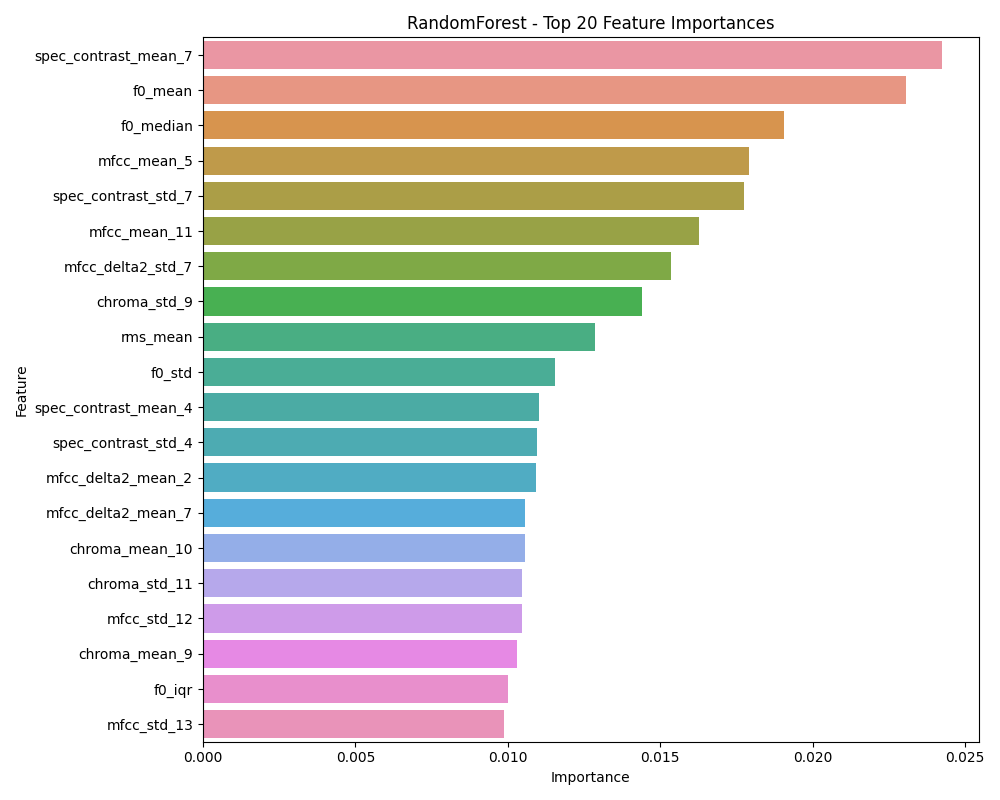 RandomForest - Top 20 Feature Importances
spec_contrast_mean_7
f0_mean
f0_median
mfcc_mean_5
spec_contrast_std_7
mfcc_mean_11
mfcc_delta2_std_7
chroma_std_9
rms_mean
f0_std
spec_contrast_mean_4
spec_contrast_std_4
mfcc_delta2_mean_2
mfcc_delta2_mean_7
chroma_mean_10
chroma_std_11
mfcc_std_12
chroma_mean_9
f0_iqr
mfcc_std_13
Feature
0.000 0.005 0.010 0.015 0.020 0.025
Importance